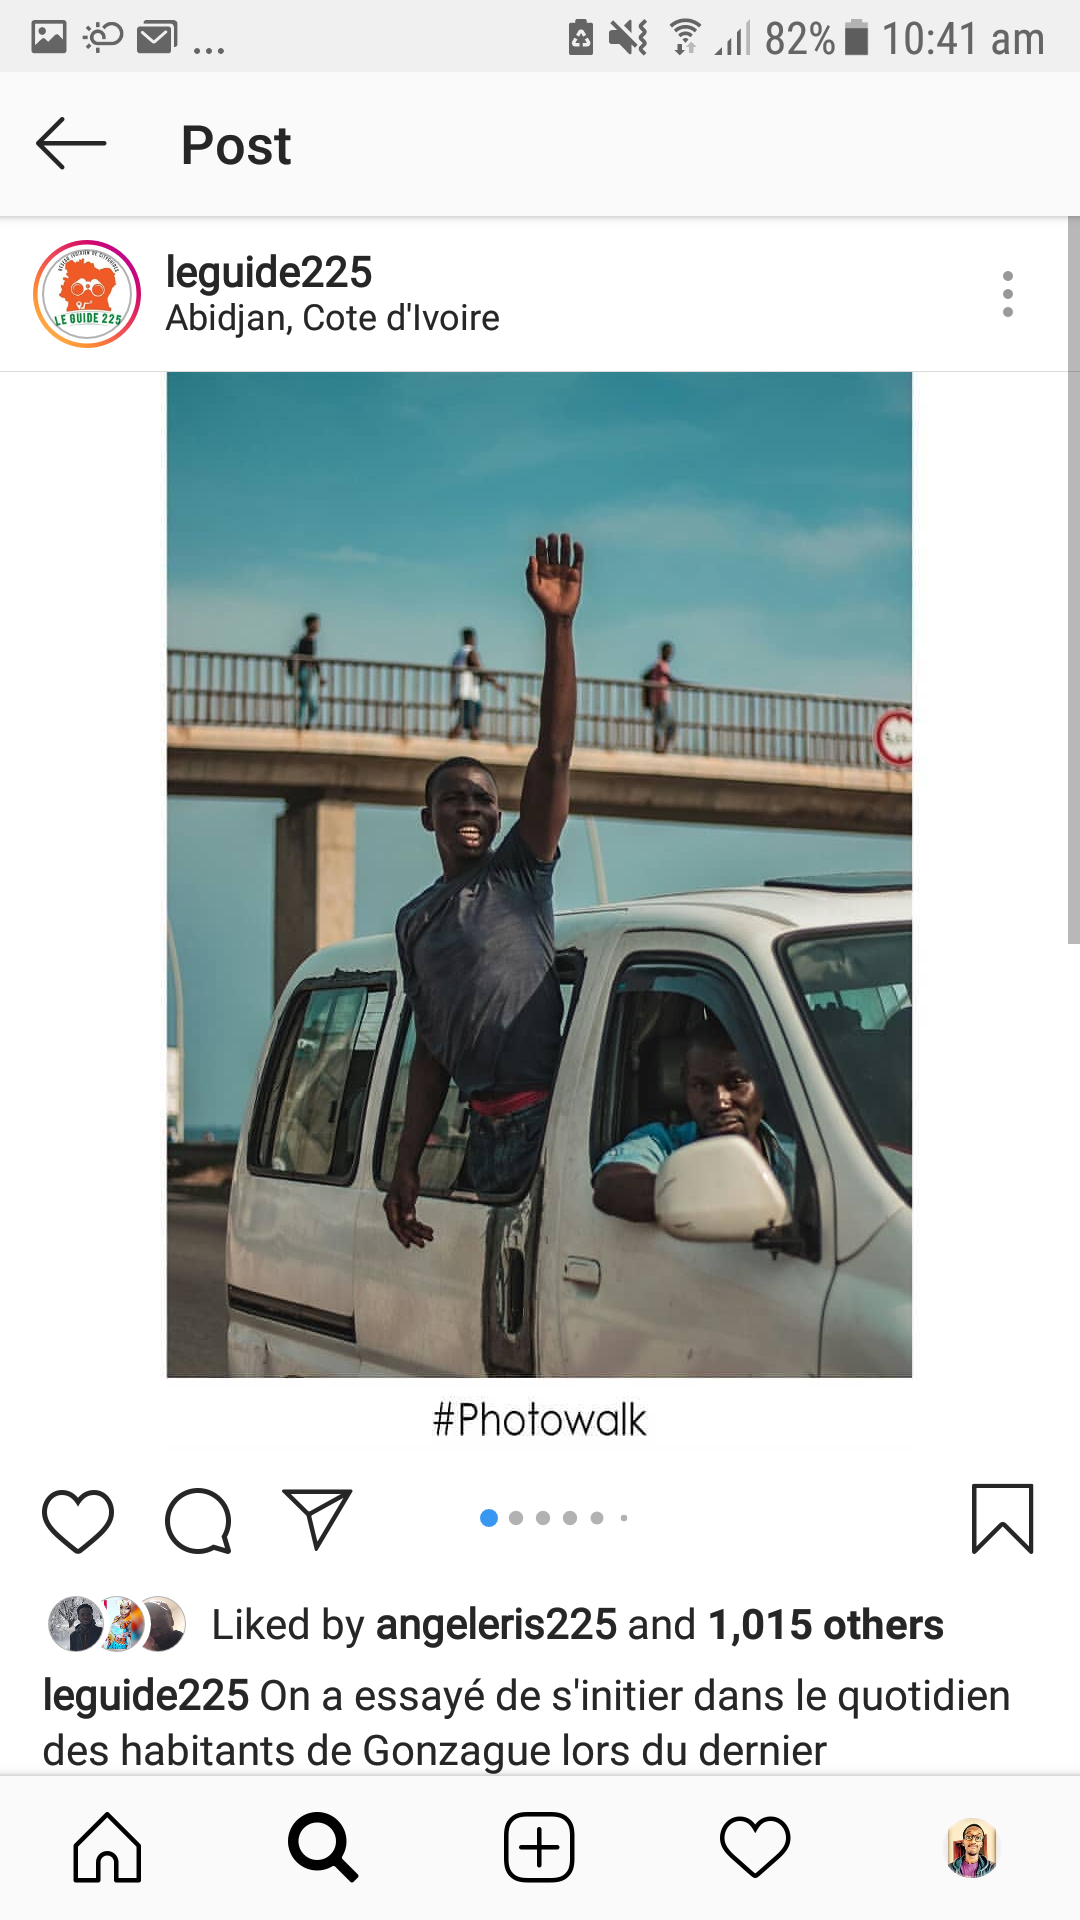 82% 10:41 am
Post
LE GUIDE 225
leguide225
Abidjan, Cote d'Ivoire
#Photowalk
Liked by angeleris225 and 1,015 others
leguide225 On a essayé de s'initier dans le quotidien
des habitants de Gonzague lors du dernier